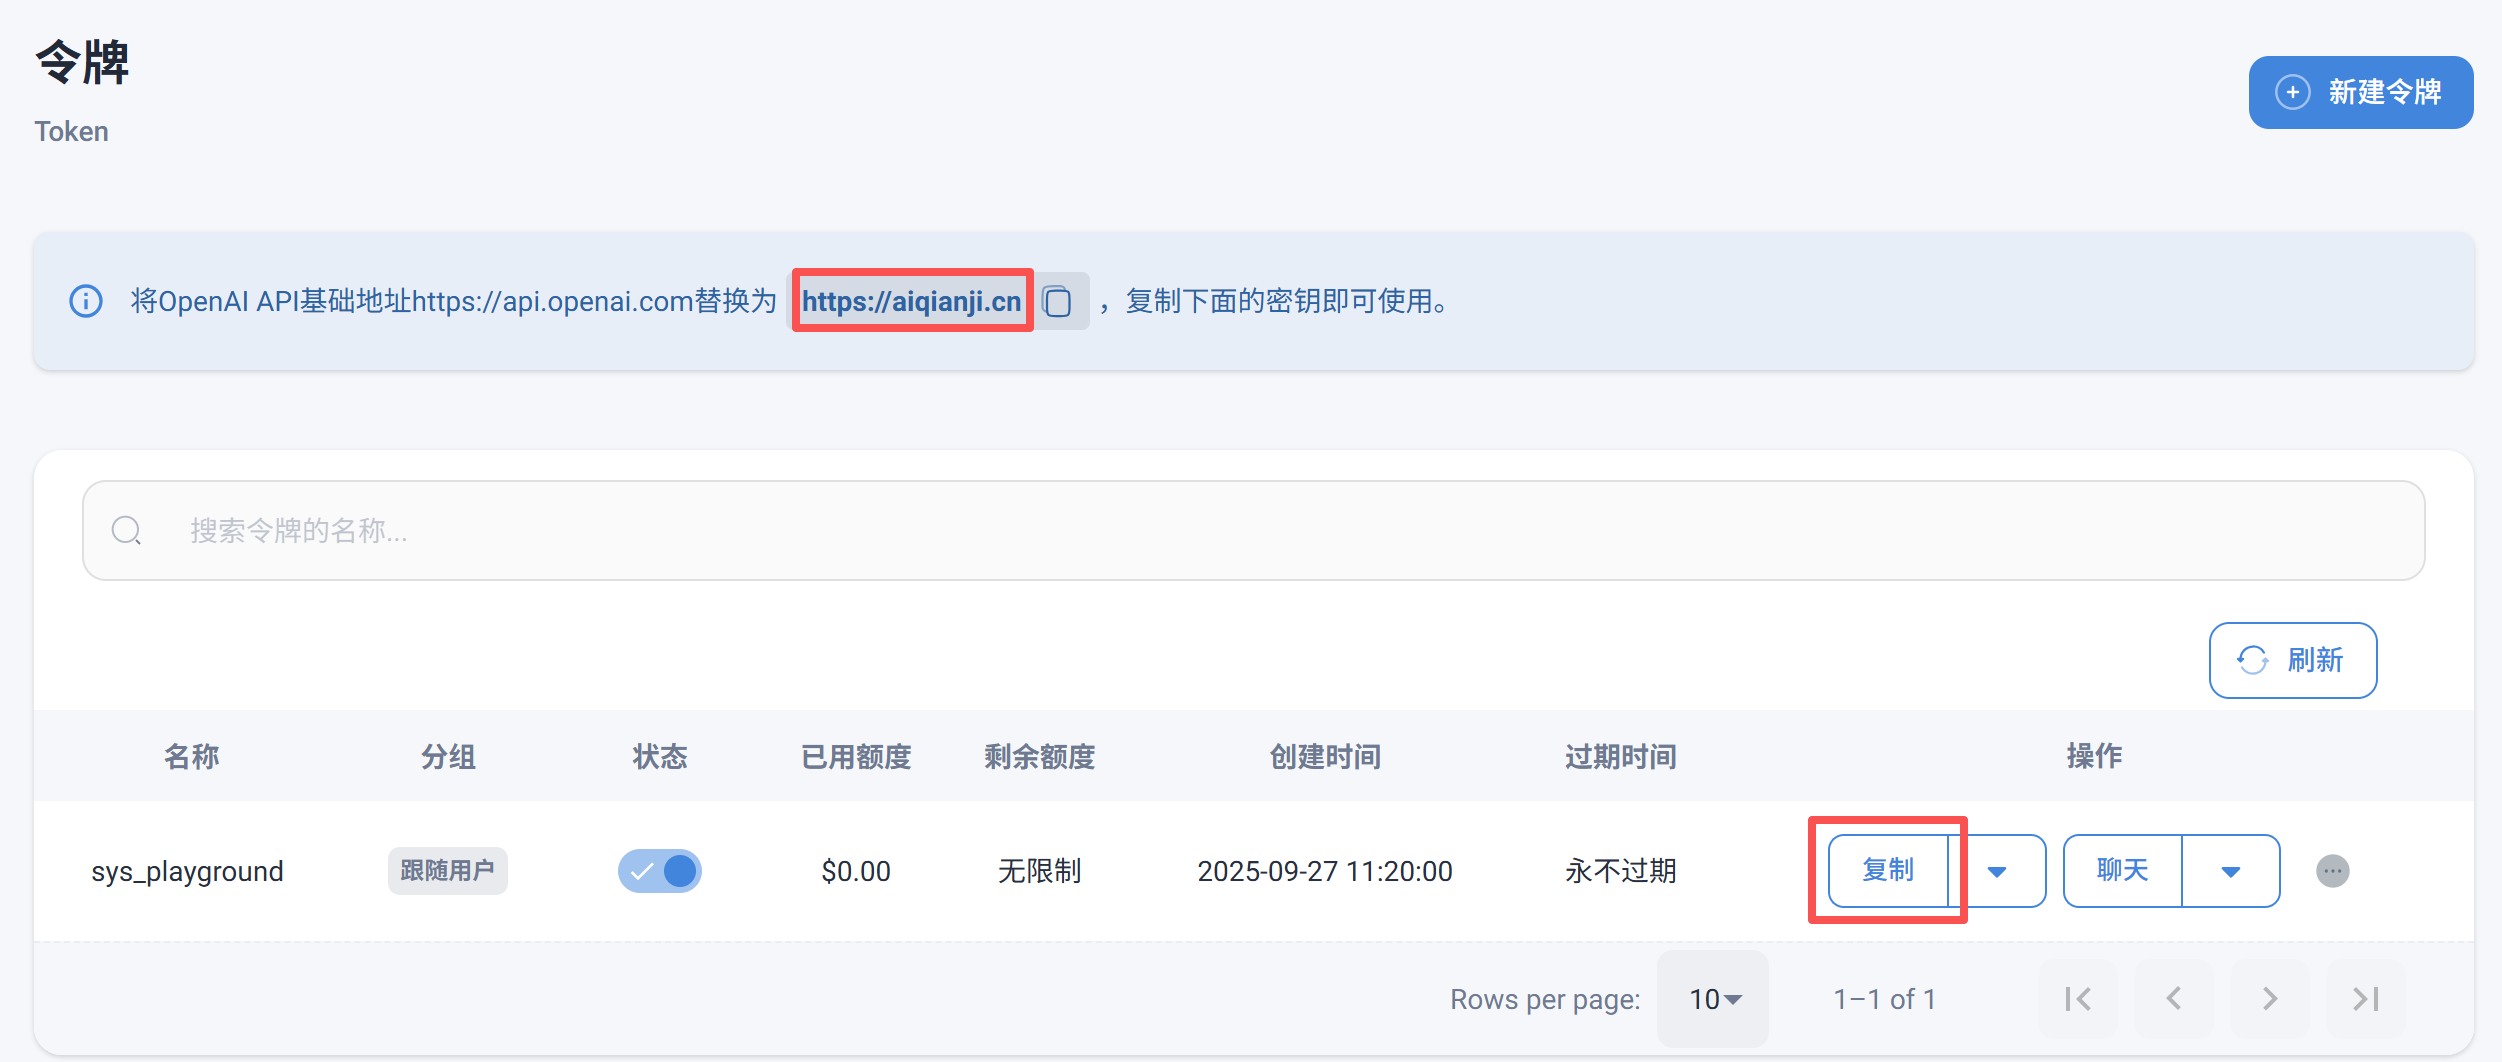 令牌
Token
新建令牌
将OpenAI API基础地址https://api.openai.com替换为 https://aiqianji.cn ，复制下面的密钥即可使用。
搜索令牌的名称...
刷新
名称 分组 状态 已用额度 剩余额度 创建时间 过期时间 操作
sys_playground 跟随用户 $0.00 无限制 2025-09-27 11:20:00 永不过期 复制 聊天
Rows per page: 10 1–1 of 1